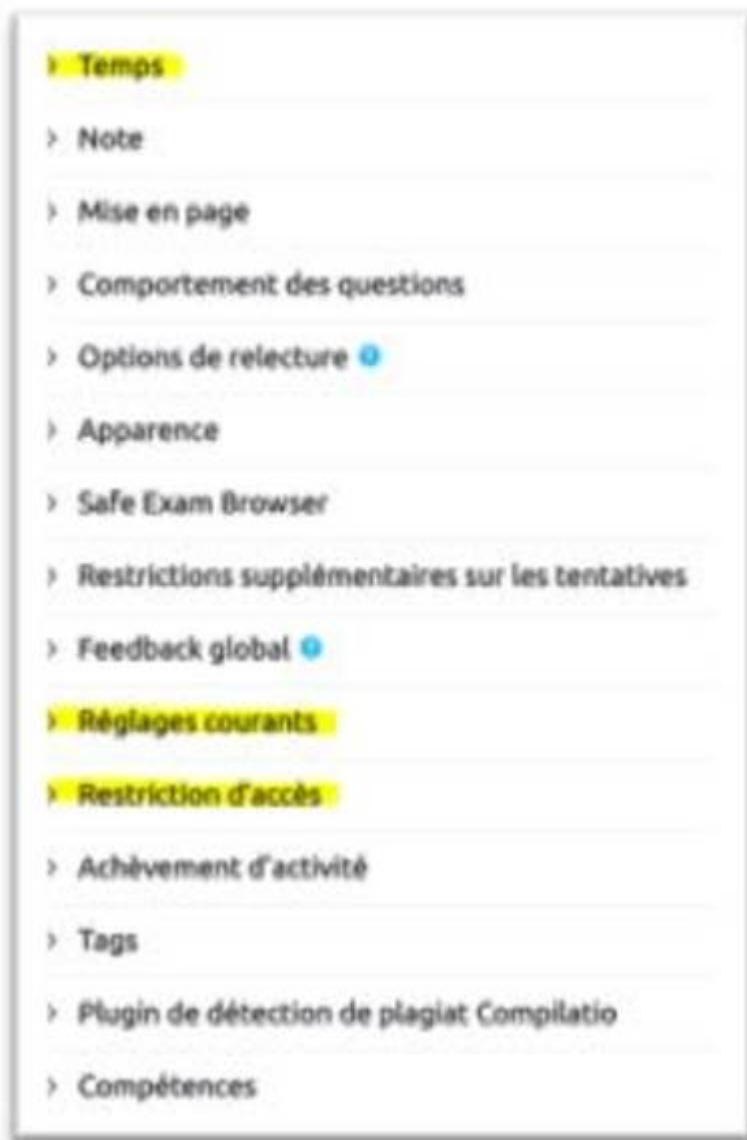 Temps
Note
Mise en page
Comportement des questions
Options de relecture
Apparence
Safe Exam Browser
Restrictions supplémentaires sur les tentatives
Feedback global
Réglages courants
Restriction d'accès
Achèvement d'activité
Tags
Plugin de détection de plagiat Compilatio
Compétences